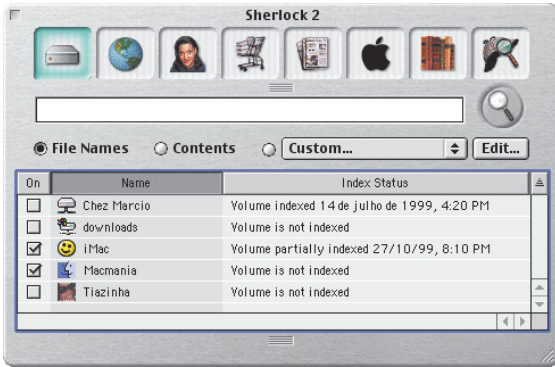 Sherlock 2
File Names Contents Custom... Edit...
On Name Index Status
Chez Marcio Volume indexed 14 de julho de 1999, 4:20 PM
downloads Volume is not indexed
iMac Volume partially indexed 27/10/99, 8:10 PM
Macmania Volume is not indexed
Tiazinha Volume is not indexed